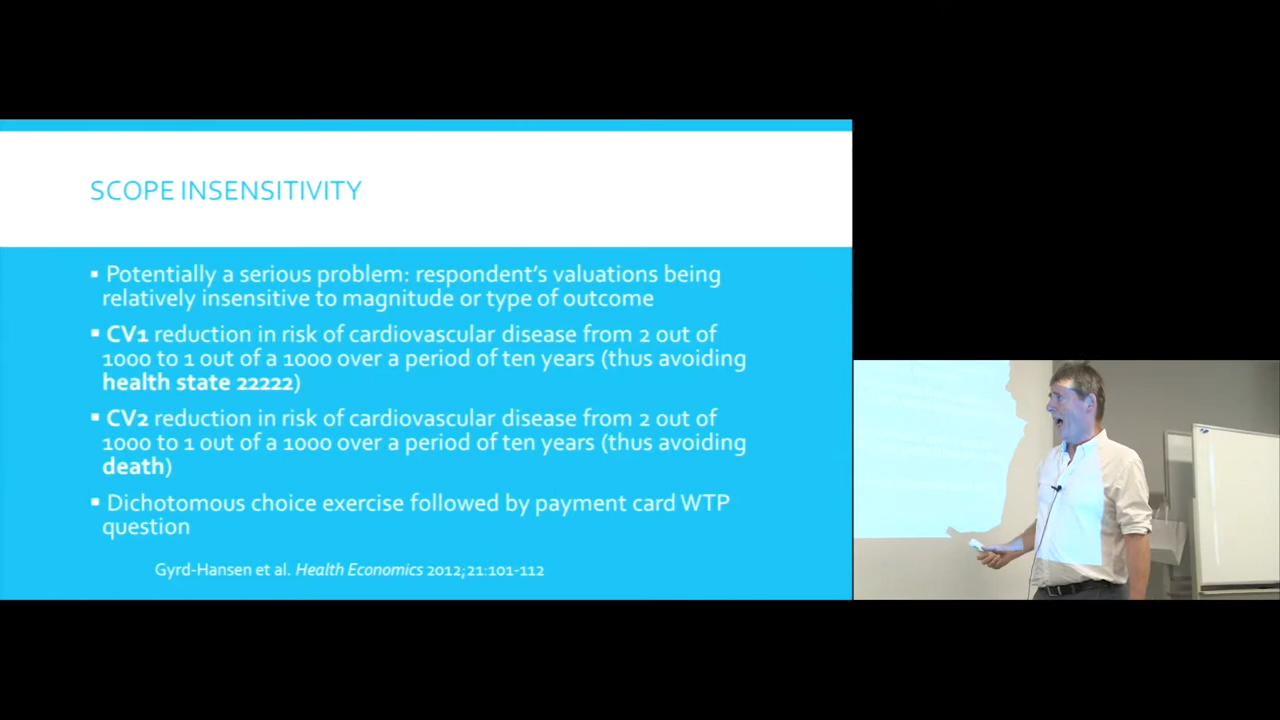 SCOPE INSENSITIVITY
▪ Potentially a serious problem: respondent's valuations being
relatively insensitive to magnitude or type of outcome
▪ CV1 reduction in risk of cardiovascular disease from 2 out of
1000 to 1 out of a 1000 over a period of ten years (thus avoiding
health state 22222)
▪ CV2 reduction in risk of cardiovascular disease from 2 out of
1000 to 1 out of a 1000 over a period of ten years (thus avoiding
death)
▪ Dichotomous choice exercise followed by payment card WTP
question
Gyrd-Hansen et al. Health Economics 2012;21:101-112